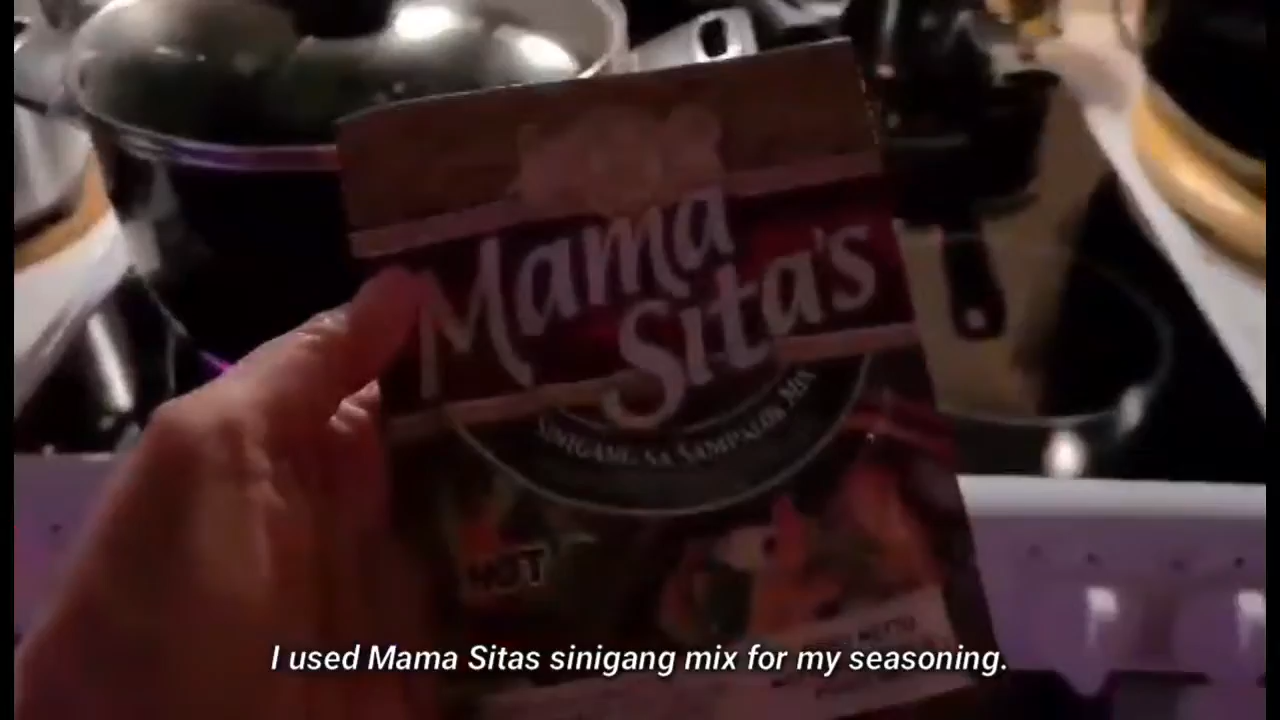 Mama
Sita's
SINIGANG SA SAMPALOK MIX
HOT
I used Mama Sitas sinigang mix for my seasoning.